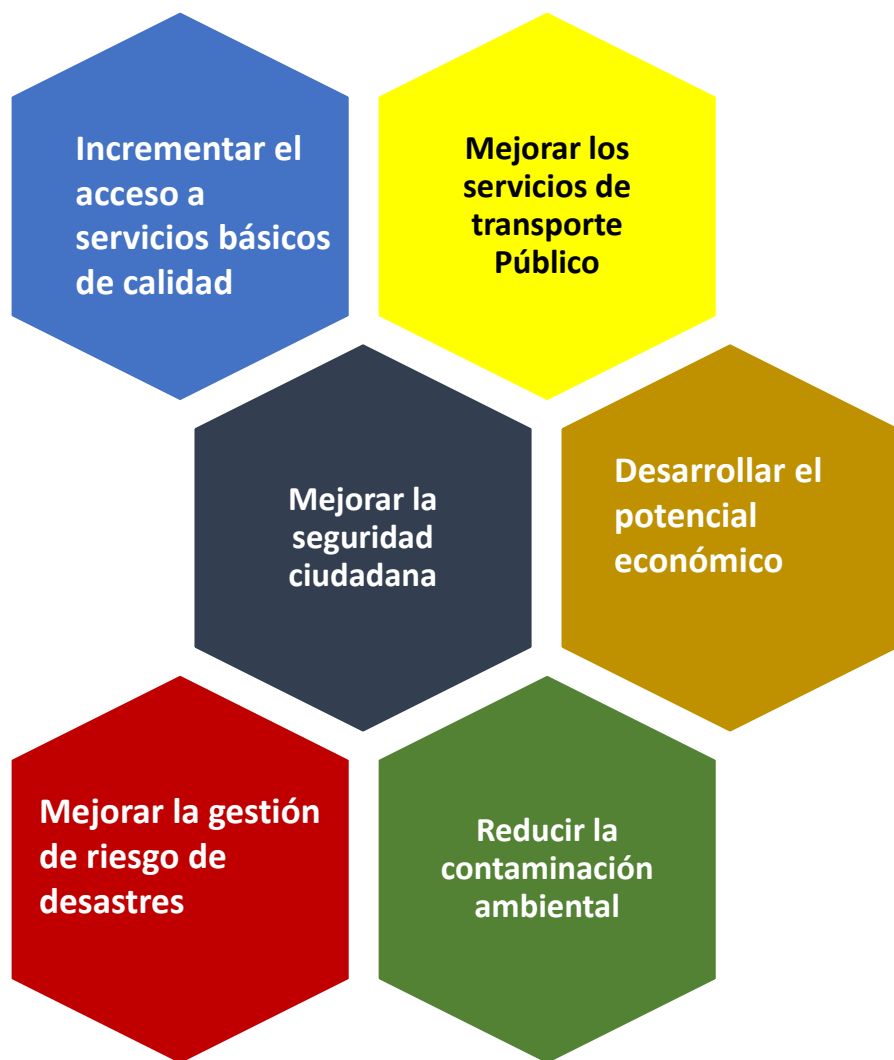 Incrementar el
acceso a
servicios básicos
de calidad
Mejorar los
servicios de
transporte
Público
Mejorar la
seguridad
ciudadana
Desarrollar el
potencial
económico
Mejorar la gestión
de riesgo de
desastres
Reducir la
contaminación
ambiental